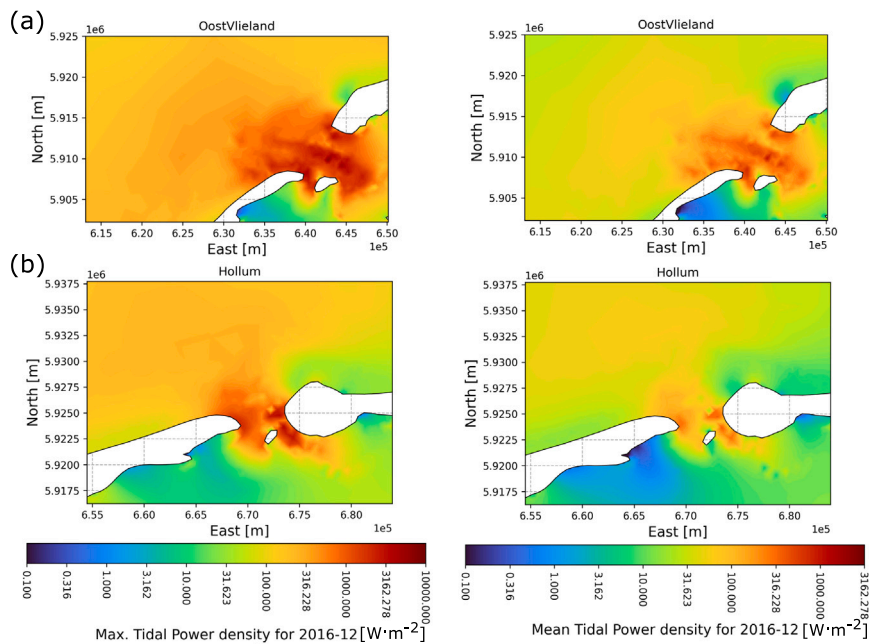 (a)
OostVlieland
1e6
5.925
5.920
5.915
5.910
5.905
North [m]
6.15 6.20 6.25 6.30 6.35 6.40 6.45 6.50
1e5
East [m]
OostVlieland
1e6
5.925
5.920
5.915
5.910
5.905
North [m]
6.15 6.20 6.25 6.30 6.35 6.40 6.45 6.50
1e5
East [m]
(b)
Hollum
1e6
5.9375
5.9350
5.9300
5.9275
5.9250
5.9225
5.9200
5.9175
North [m]
6.55 6.60 6.65 6.70 6.75 6.80
1e5
East [m]
Hollum
1e6
5.9375
5.9350
5.9300
5.9275
5.9250
5.9225
5.9200
5.9175
North [m]
6.55 6.60 6.65 6.70 6.75 6.80
1e5
East [m]
0.100 0.316 1.000 3.162 10.000 31.623 100.000 1000.000 3162.278 10000.000
Max. Tidal Power density for 2016-12 [W·m-2]
0.100 0.316 1.000 3.162 10.000 31.623 100.000 1000.000 3162.278
Mean Tidal Power density for 2016-12 [W·m-2]